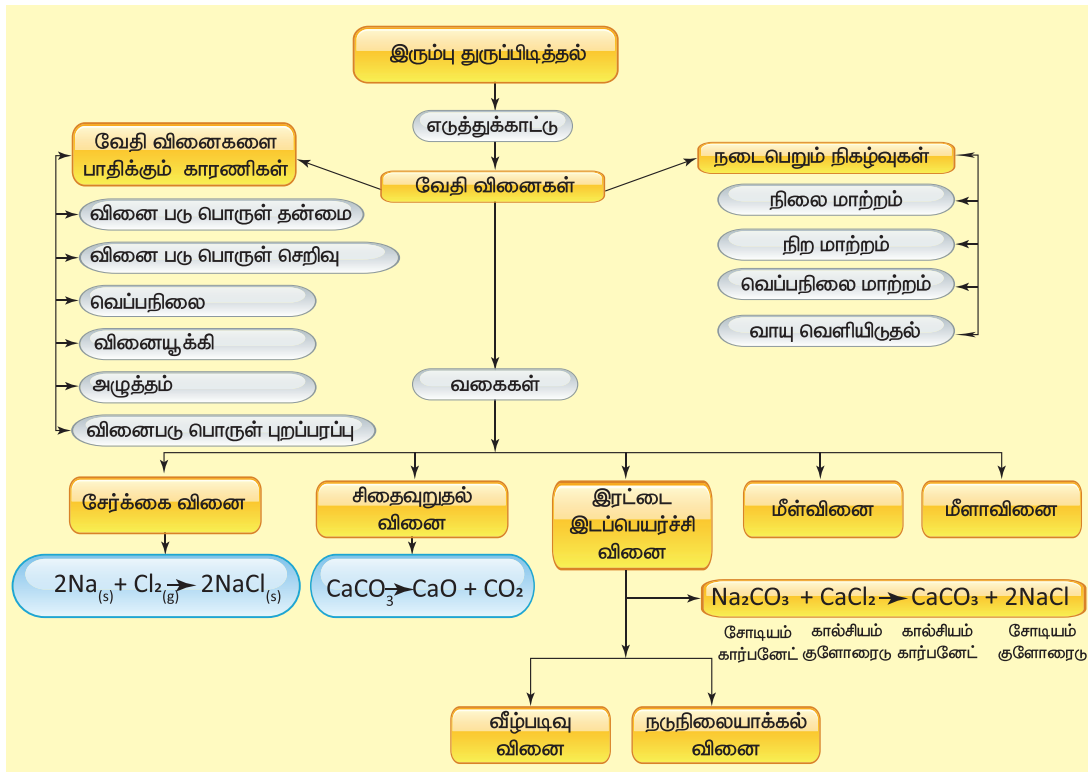 இரும்பு துருப்பிடித்தல்
எடுத்துக்காட்டு
வேதி வினைகள்
வேதி வினைகளை
பாதிக்கும் காரணிகள்
வினை படு பொருள் தன்மை
வினை படு பொருள் செறிவு
வெப்பநிலை
வினையூக்கி
அழுத்தம்
வினைபடு பொருள் புறப்பரப்பு
நடைபெறும் நிகழ்வுகள்
நிலை மாற்றம்
நிற மாற்றம்
வெப்பநிலை மாற்றம்
வாயு வெளியிடுதல்
வகைகள்
சேர்க்கை வினை
2Na(s) + Cl₂(g) → 2NaCl(s)
சிதைவுறுதல்
வினை
CaCO₃ → CaO + CO₂
இரட்டை
இடப்பெயர்ச்சி
வினை
மீள்வினை
மீளாவினை
Na₂CO₃ + CaCl₂ → CaCO₃ + 2NaCl
சோடியம் கால்சியம் கால்சியம் சோடியம்
கார்பனேட் குளோரைடு கார்பனேட் குளோரைடு
வீழ்படிவு
வினை
நடுநிலையாக்கல்
வினை